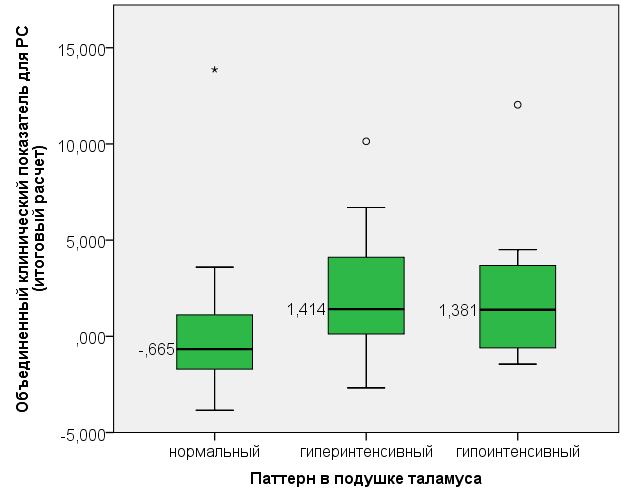 Объединенный клинический показатель для РС
(итоговый расчет)
15,000
10,000
5,000
,000
-5,000
-,665
1,414
1,381
нормальный
гиперинтенсивный
гипоинтенсивный
Паттерн в подушке таламуса